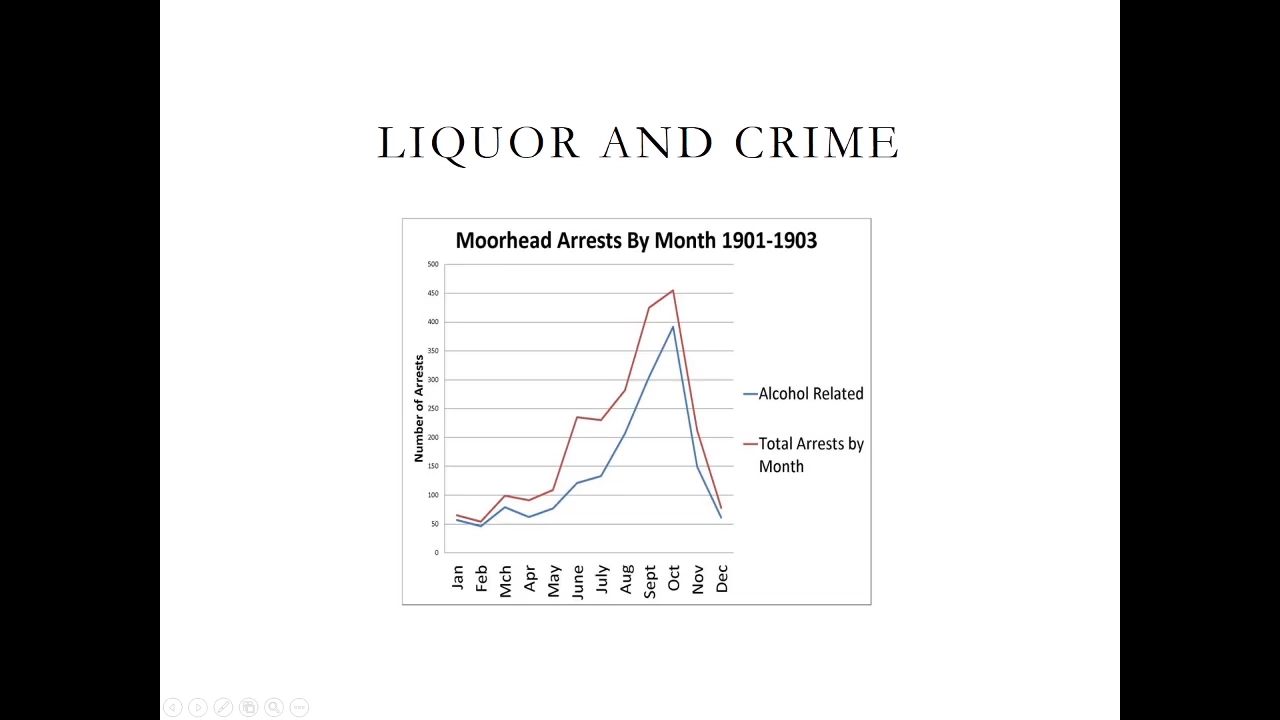 LIQUOR AND CRIME
Moorhead Arrests By Month 1901-1903
500
450
400
350
300
250
200
150
100
50
0
Number of Arrests
Jan
Feb
Mch
Apr
May
June
July
Aug
Sept
Oct
Nov
Dec
Alcohol Related
Total Arrests by
Month